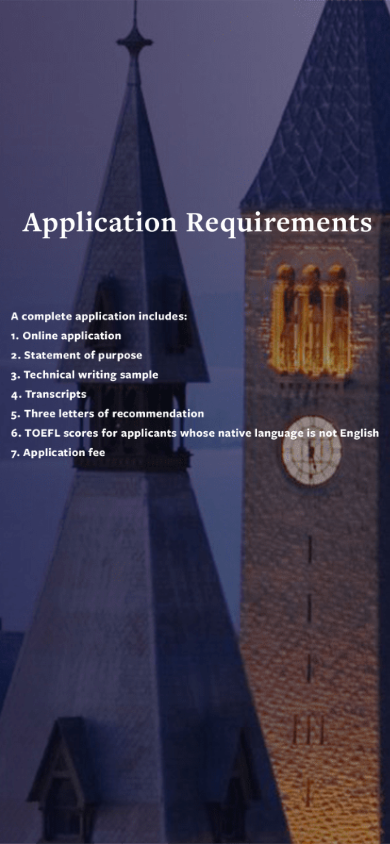 Application Requirements
A complete application includes:
1. Online application
2. Statement of purpose
3. Technical writing sample
4. Transcripts
5. Three letters of recommendation
6. TOEFL scores for applicants whose native language is not English
7. Application fee